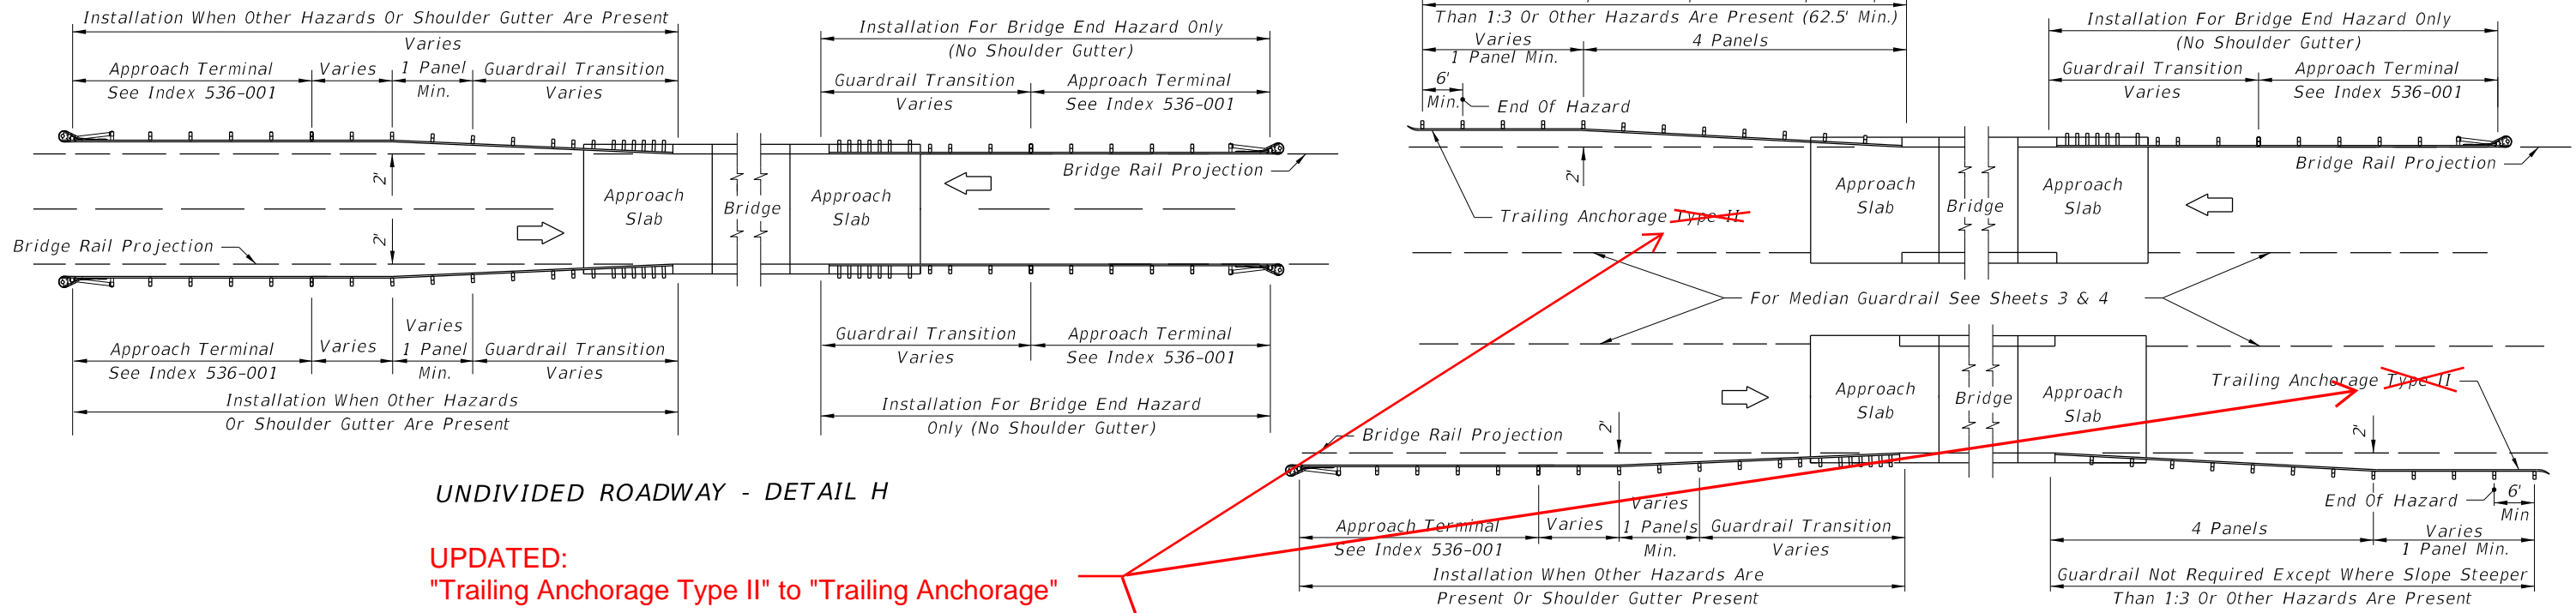 Installation When Other Hazards Or Shoulder Gutter Are Present
Varies
Approach Terminal
Varies
1 Panel
Guardrail Transition
See Index 536-001
Min.
Varies
Installation For Bridge End Hazard Only
(No Shoulder Gutter)
Guardrail Transition
Approach Terminal
Varies
See Index 536-001
Bridge Rail Projection
2'
Approach
Slab
Bridge
Approach
Slab
2'
Bridge Rail Projection
Varies
Approach Terminal
Varies
1 Panel
Guardrail Transition
See Index 536-001
Min.
Varies
Installation When Other Hazards
Or Shoulder Gutter Are Present
Guardrail Transition
Approach Terminal
Varies
See Index 536-001
Installation For Bridge End Hazard
Only (No Shoulder Gutter)
UNDIVIDED ROADWAY - DETAIL H
UPDATED:
"Trailing Anchorage Type II" to "Trailing Anchorage"
Than 1:3 Or Other Hazards Are Present (62.5' Min.)
Varies
4 Panels
1 Panel Min.
6'
Min.
End Of Hazard
2'
Trailing Anchorage Type II
Installation For Bridge End Hazard Only
(No Shoulder Gutter)
Guardrail Transition
Approach Terminal
Varies
See Index 536-001
Bridge Rail Projection
Approach
Slab
Bridge
Approach
Slab
For Median Guardrail See Sheets 3 & 4
Approach
Slab
Bridge
Approach
Slab
Trailing Anchorage Type II
Bridge Rail Projection
2'
2'
End Of Hazard
6'
Min
Varies
Approach Terminal
Varies
1 Panels
Guardrail Transition
See Index 536-001
Min.
Varies
Installation When Other Hazards Are
Present Or Shoulder Gutter Present
4 Panels
Varies
1 Panel Min.
Guardrail Not Required Except Where Slope Steeper
Than 1:3 Or Other Hazards Are Present